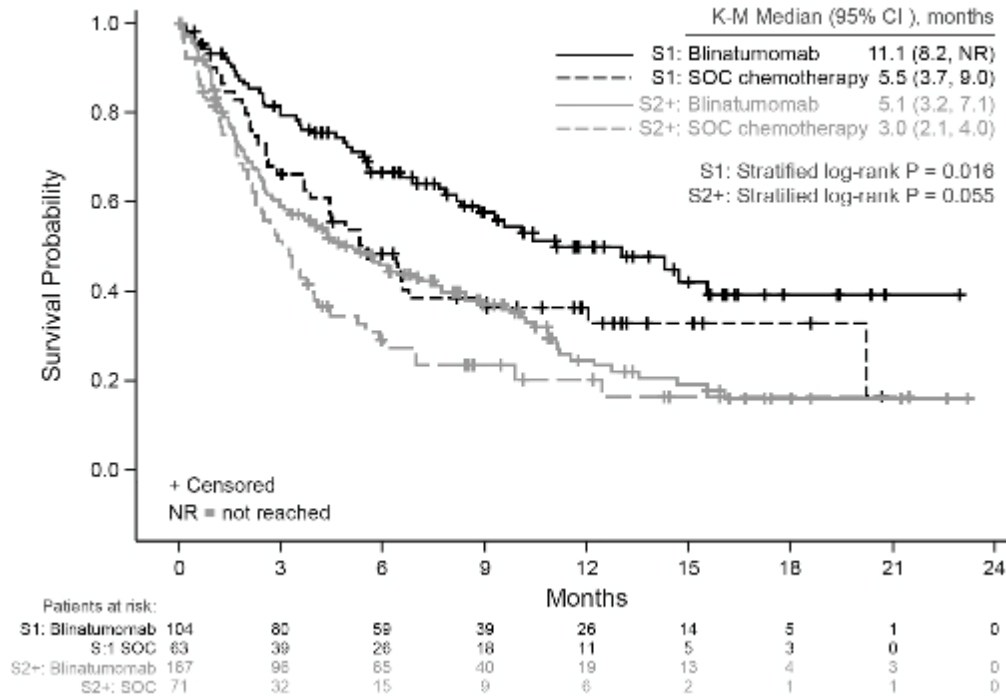 K-M Median (95% CI ), months
S1: Blinatumomab 11.1 (8.2, NR)
S1: SOC chemotherapy 5.5 (3.7, 9.0)
S2+: Blinatumomab 5.1 (3.2, 7.1)
S2+: SOC chemotherapy 3.0 (2.1, 4.0)
S1: Stratified log-rank P = 0.016
S2+: Stratified log-rank P = 0.055
Survival Probability
1.0
0.8
0.6
0.4
0.2
0.0
+ Censored
NR = not reached
0 3 6 9 12 15 18 21 24
Months
Patients at risk:
S1: Blinatumomab 104 80 59 39 26 14 5 1 0
S:1 SOC 63 39 26 18 11 5 3 0
S2+: Blinatumomab 167 96 65 40 19 13 4 3 0
S2+: SOC 71 32 15 9 6 2 1 1 0